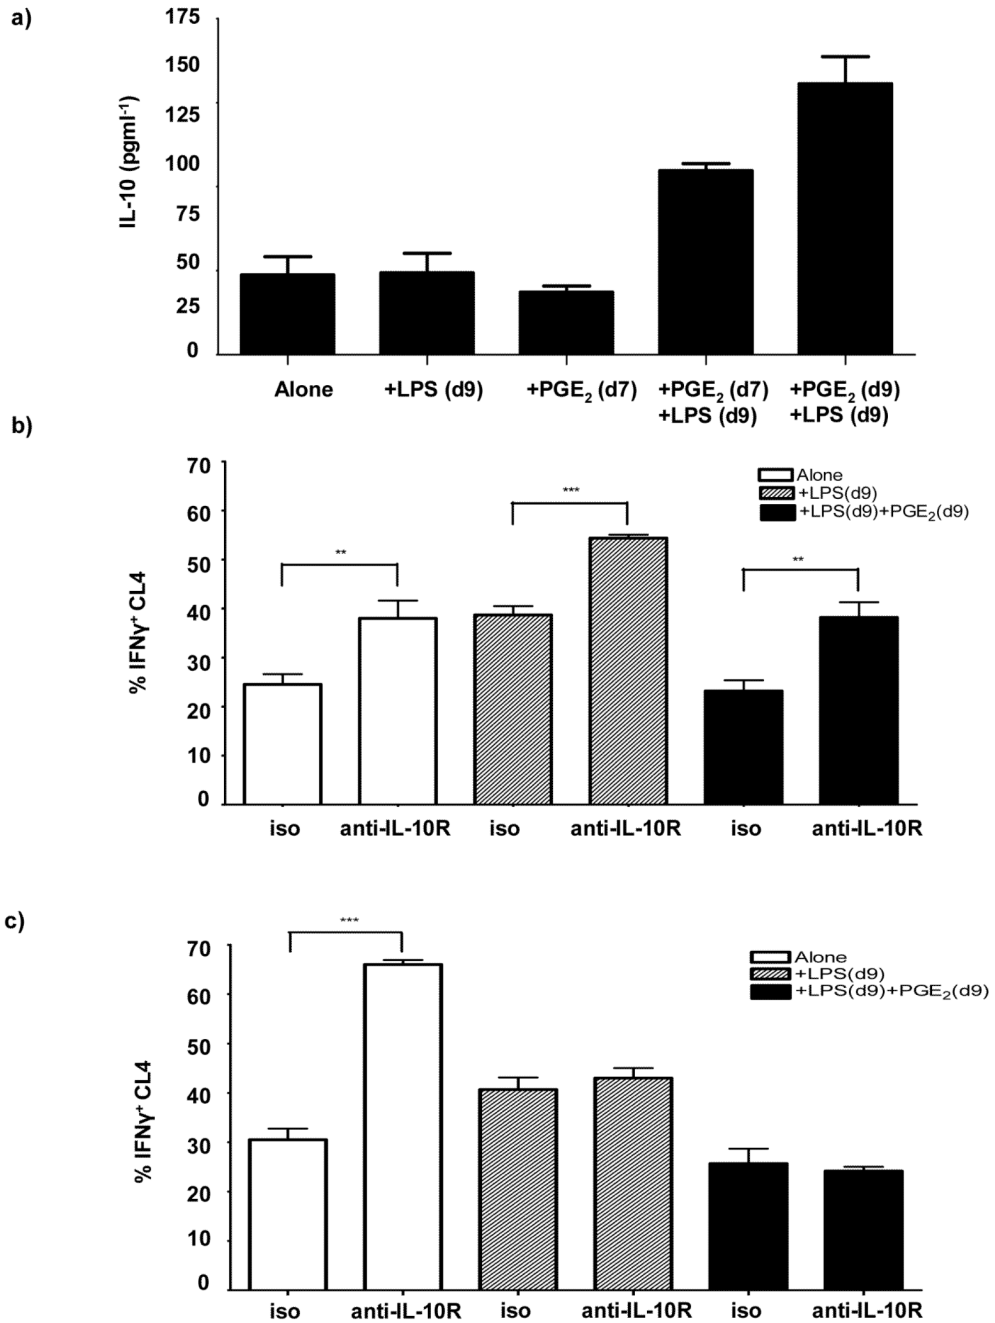 a)
175
150
125
100
75
50
25
0
IL-10 (pgml-1)
Alone
+LPS (d9)
+PGE2 (d7)
+PGE2 (d7)
+LPS (d9)
+PGE2 (d9)
+LPS (d9)
b)
70
60
50
40
30
20
10
0
% IFNγ+ CL4
**
***
**
Alone
+LPS(d9)
+LPS(d9)+PGE2(d9)
iso
anti-IL-10R
iso
anti-IL-10R
iso
anti-IL-10R
c)
70
60
50
40
30
20
10
0
% IFNγ+ CL4
***
Alone
+LPS(d9)
+LPS(d9)+PGE2(d9)
iso
anti-IL-10R
iso
anti-IL-10R
iso
anti-IL-10R